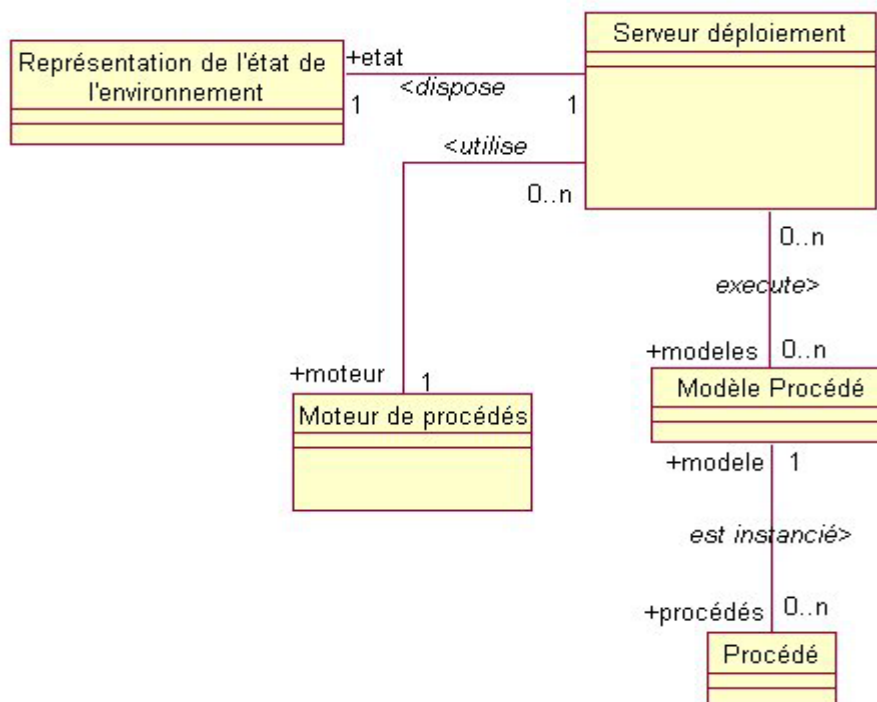 Représentation de l'état de
l'environnement
+etat
1
<dispose
1
Serveur déploiement
<utilise
0..n
0..n
execute>
+modeles
0..n
+moteur
1
Moteur de procédés
Modèle Procédé
+modele
1
est instancié>
+procédés
0..n
Procédé